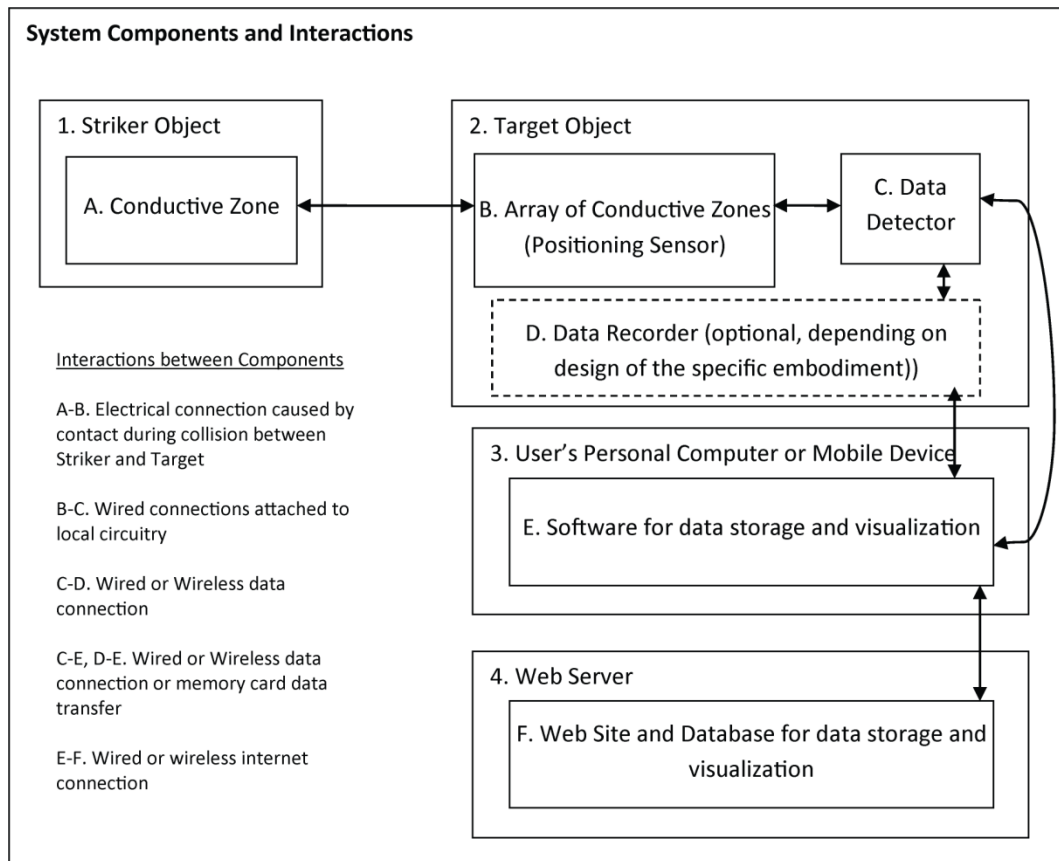 System Components and Interactions
1. Striker Object
A. Conductive Zone
2. Target Object
B. Array of Conductive Zones
(Positioning Sensor)
C. Data
Detector
D. Data Recorder (optional, depending on
design of the specific embodiment))
Interactions between Components
A-B. Electrical connection caused by
contact during collision between
Striker and Target
B-C. Wired connections attached to
local circuitry
C-D. Wired or Wireless data
connection
C-E, D-E. Wired or Wireless data
connection or memory card data
transfer
E-F. Wired or wireless internet
connection
3. User’s Personal Computer or Mobile Device
E. Software for data storage and visualization
4. Web Server
F. Web Site and Database for data storage and
visualization